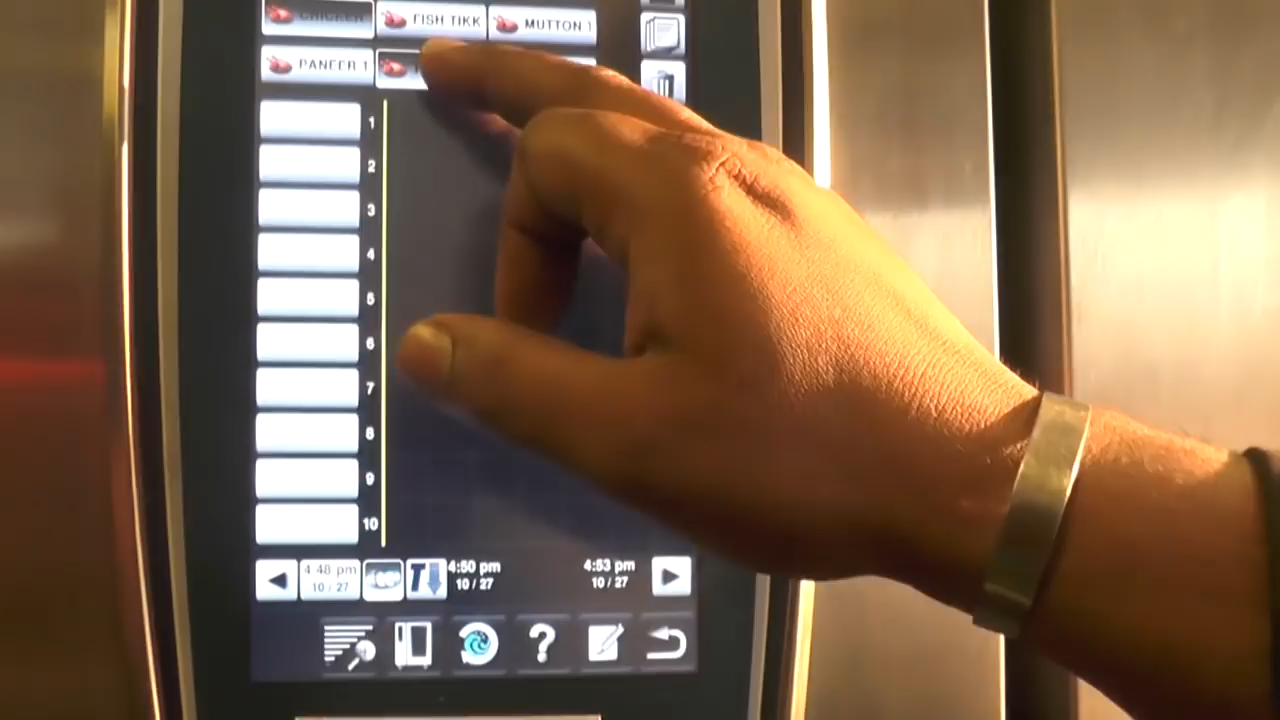 CHICKEN FISH TIKK MUTTON 1
PANEER 1
1
2
3
4
5
6
7
8
9
10
4:48 pm 4:50 pm 4:53 pm
10 / 27 10 / 27 10 / 27
?